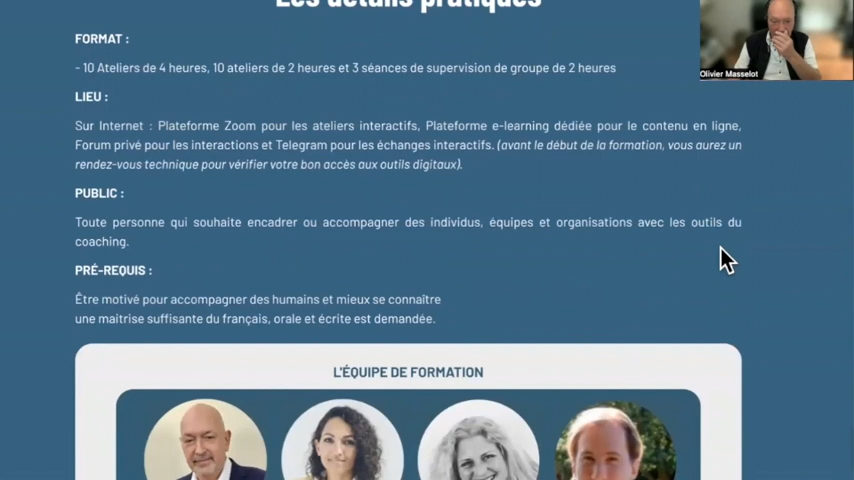 Les détails pratiques
FORMAT :
- 10 Ateliers de 4 heures, 10 ateliers de 2 heures et 3 séances de supervision de groupe de 2 heures
Olivier Masselot
LIEU :
Sur Internet : Plateforme Zoom pour les ateliers interactifs, Plateforme e-learning dédiée pour le contenu en ligne,
Forum privé pour les interactions et Telegram pour les échanges interactifs. (avant le début de la formation, vous aurez un
rendez-vous technique pour vérifier votre bon accès aux outils digitaux).
PUBLIC :
Toute personne qui souhaite encadrer ou accompagner des individus, équipes et organisations avec les outils du
coaching.
PRÉ-REQUIS :
Être motivé pour accompagner des humains et mieux se connaître
une maîtrise suffisante du français, orale et écrite est demandée.
L'ÉQUIPE DE FORMATION